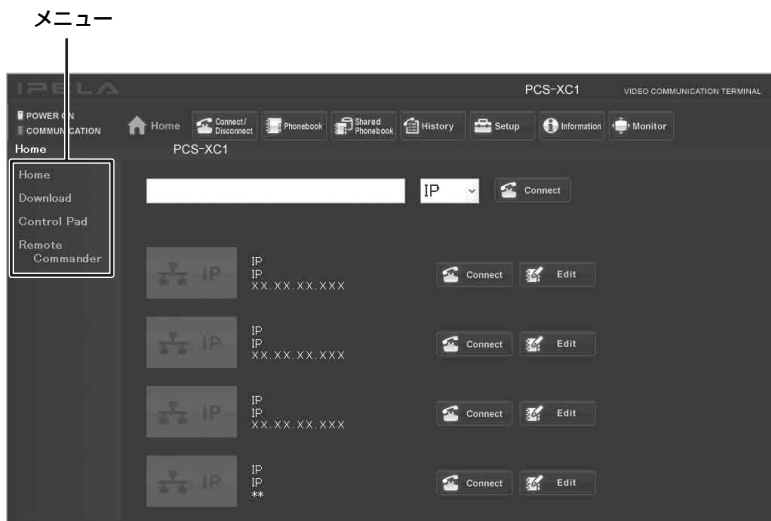 メニュー
IPELA
PCS-XC1 VIDEO COMMUNICATION TERMINAL
POWER ON
COMMUNICATION
Home
Connect/
Disconnect
Phonebook
Shared
Phonebook
History
Setup
Information
Monitor
Home
PCS-XC1
Home
Download
Control Pad
Remote
Commander
IP
Connect
IP
IP
IP
XX.XX.XX.XXX
Connect
Edit
IP
IP
IP
XX.XX.XX.XXX
Connect
Edit
IP
IP
IP
XX.XX.XX.XXX
Connect
Edit
IP
IP
IP
**
Connect
Edit